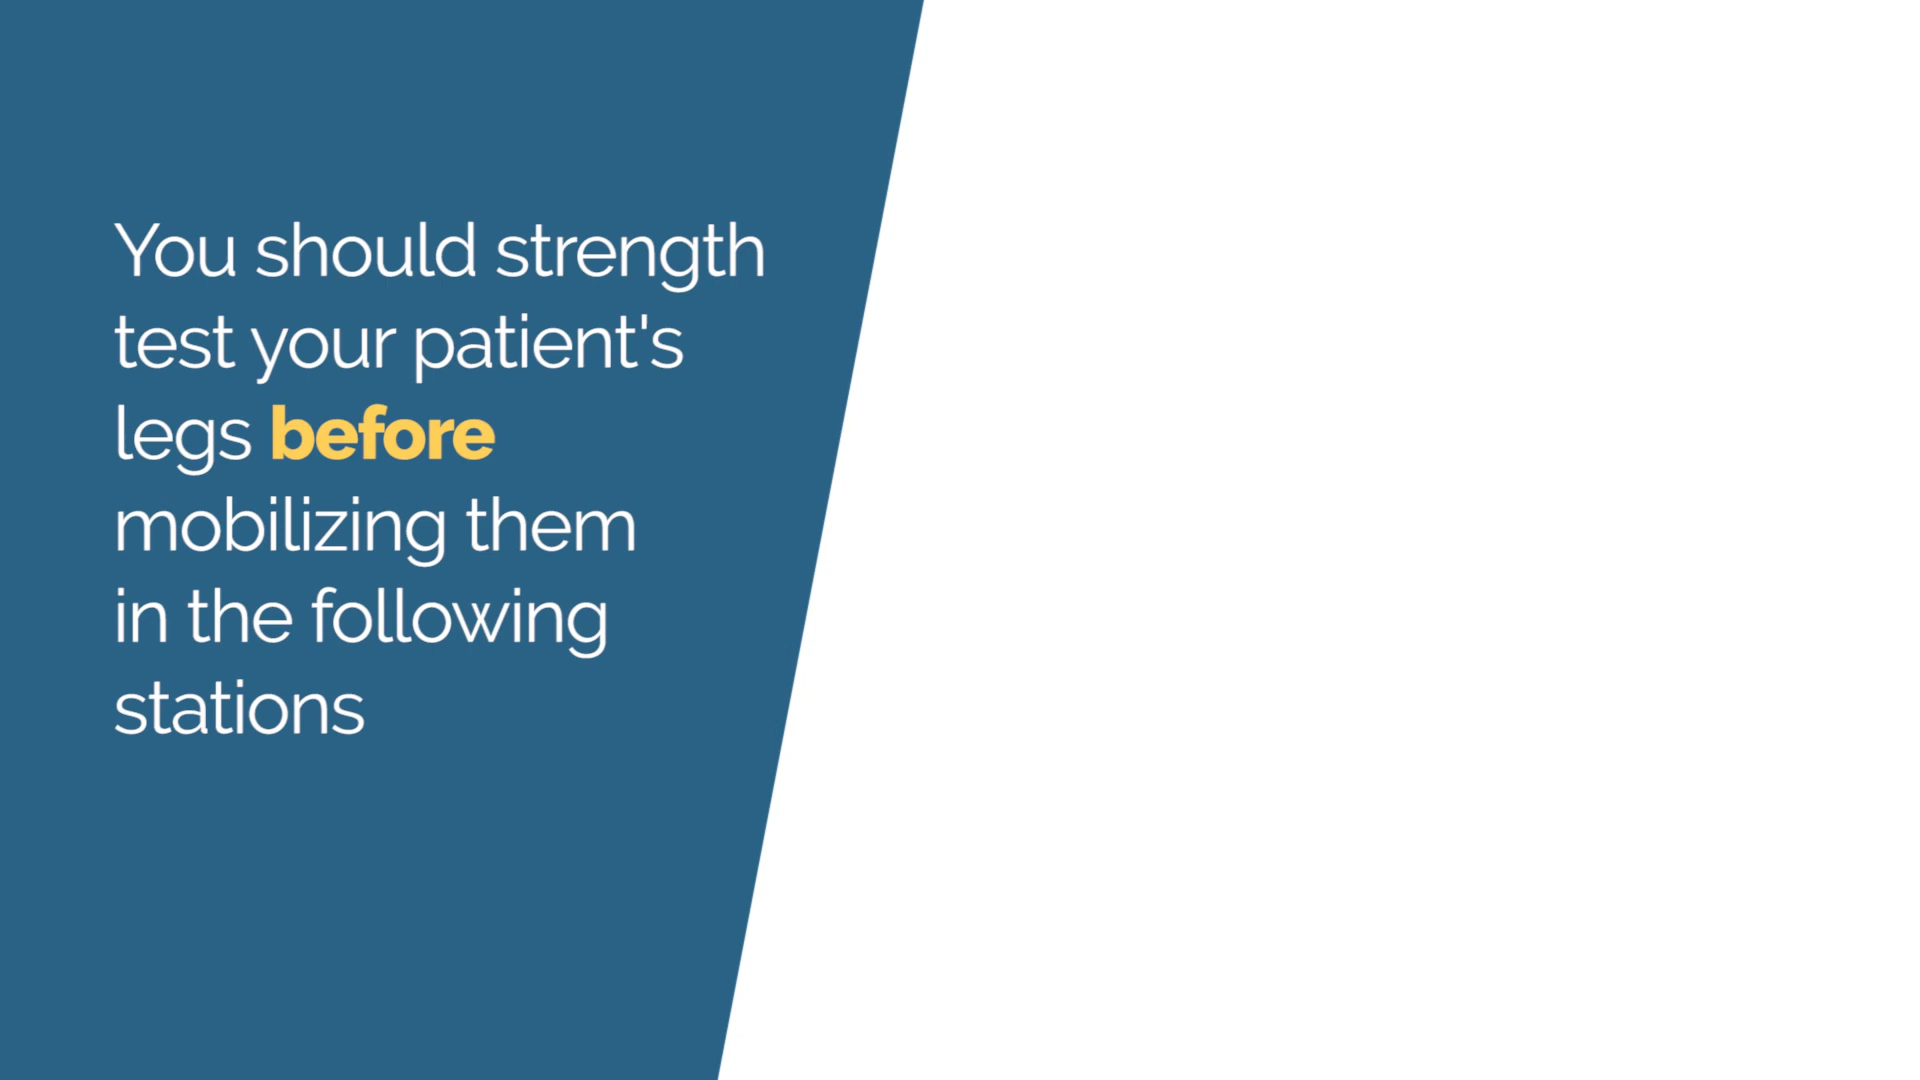 You should strength
test your patient's
legs before
mobilizing them
in the following
stations